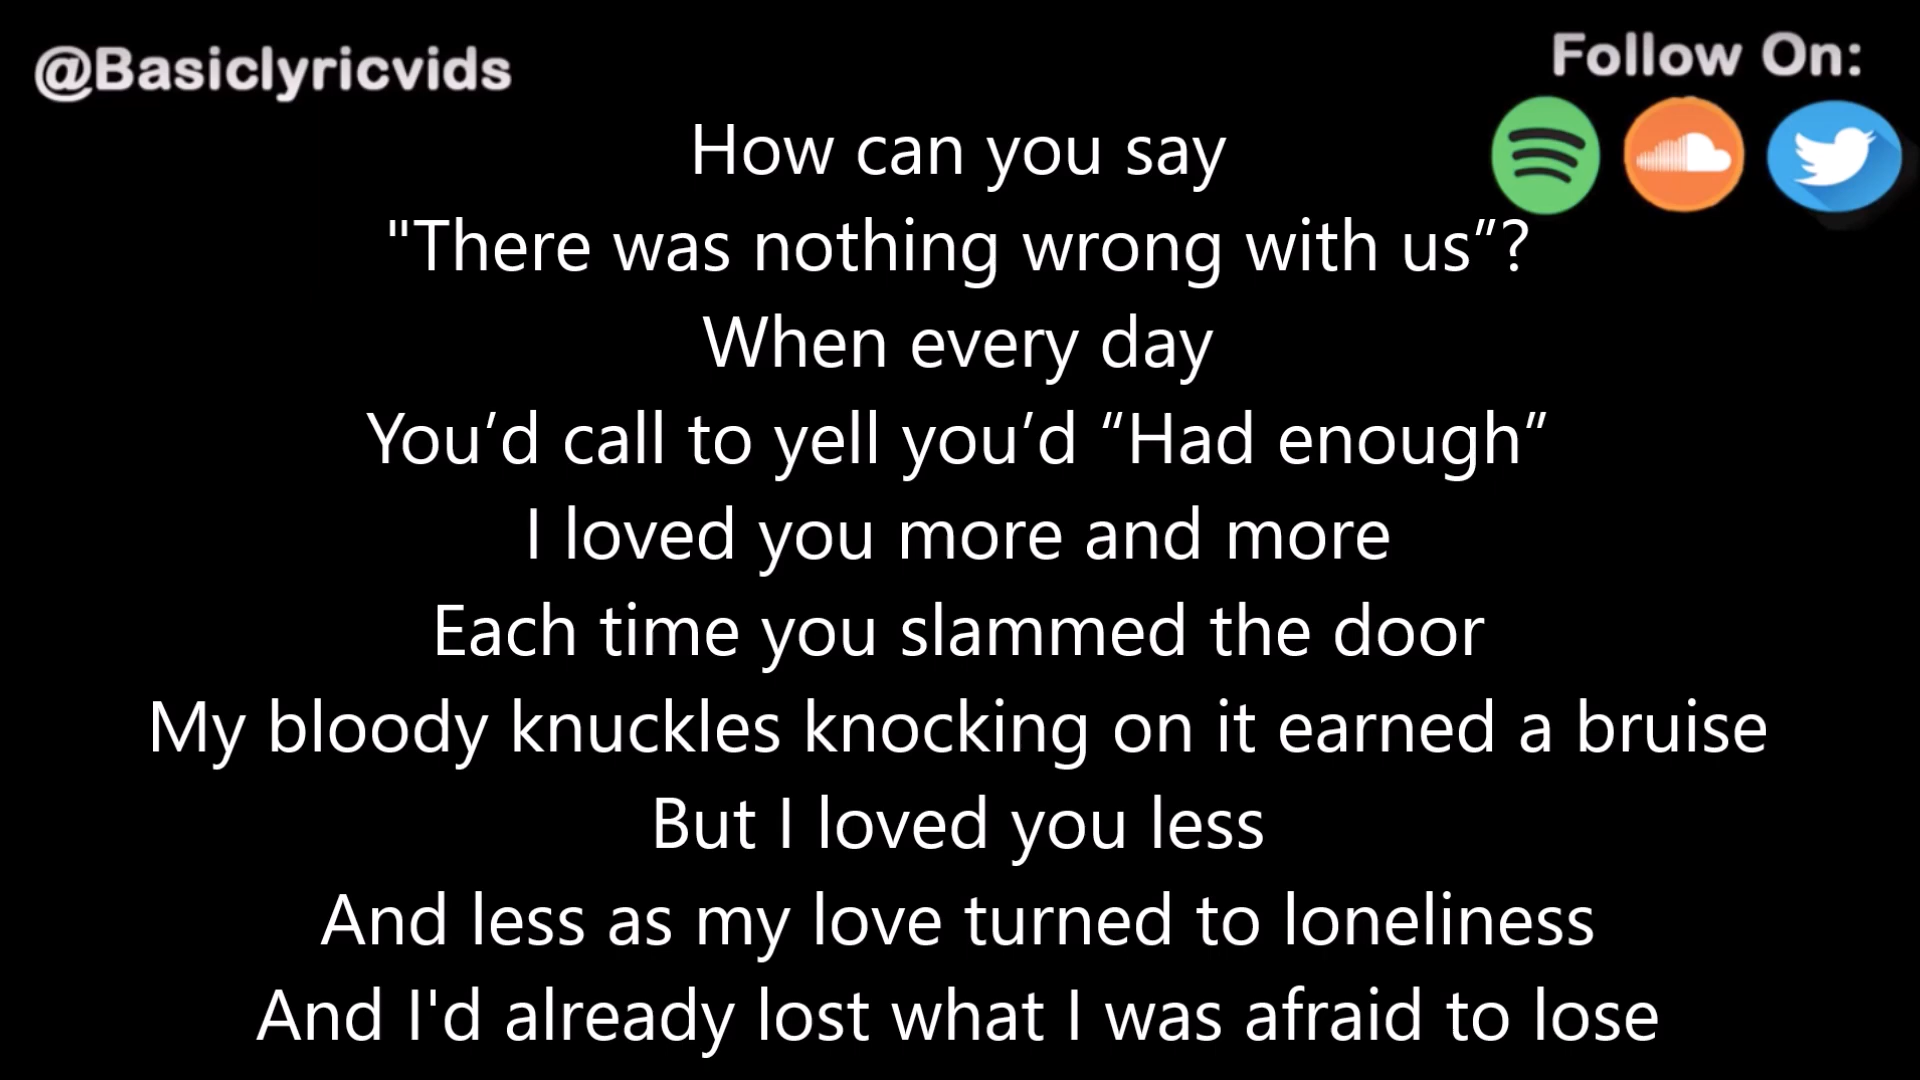 @Basiclyricvids
Follow On:
How can you say
"There was nothing wrong with us”?
When every day
You’d call to yell you’d “Had enough”
I loved you more and more
Each time you slammed the door
My bloody knuckles knocking on it earned a bruise
But I loved you less
And less as my love turned to loneliness
And I'd already lost what I was afraid to lose